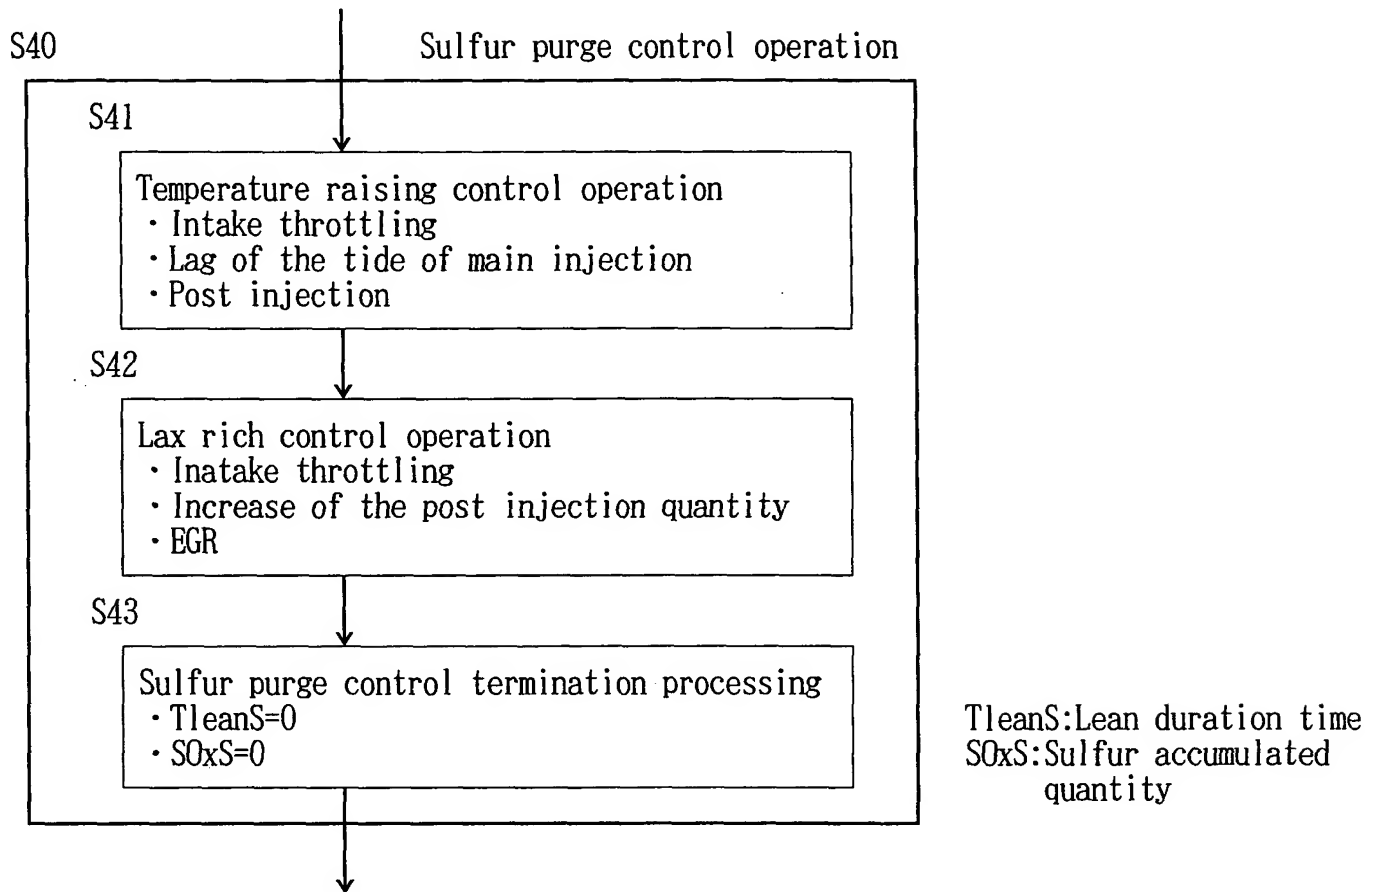 S40
Sulfur purge control operation
S41
Temperature raising control operation
・Intake throttling
・Lag of the tide of main injection
・Post injection
S42
Lax rich control operation
・Inatake throttling
・Increase of the post injection quantity
・EGR
S43
Sulfur purge control termination processing
・TleanS=0
・SOxS=0
TleanS:Lean duration time
SOxS:Sulfur accumulated
quantity